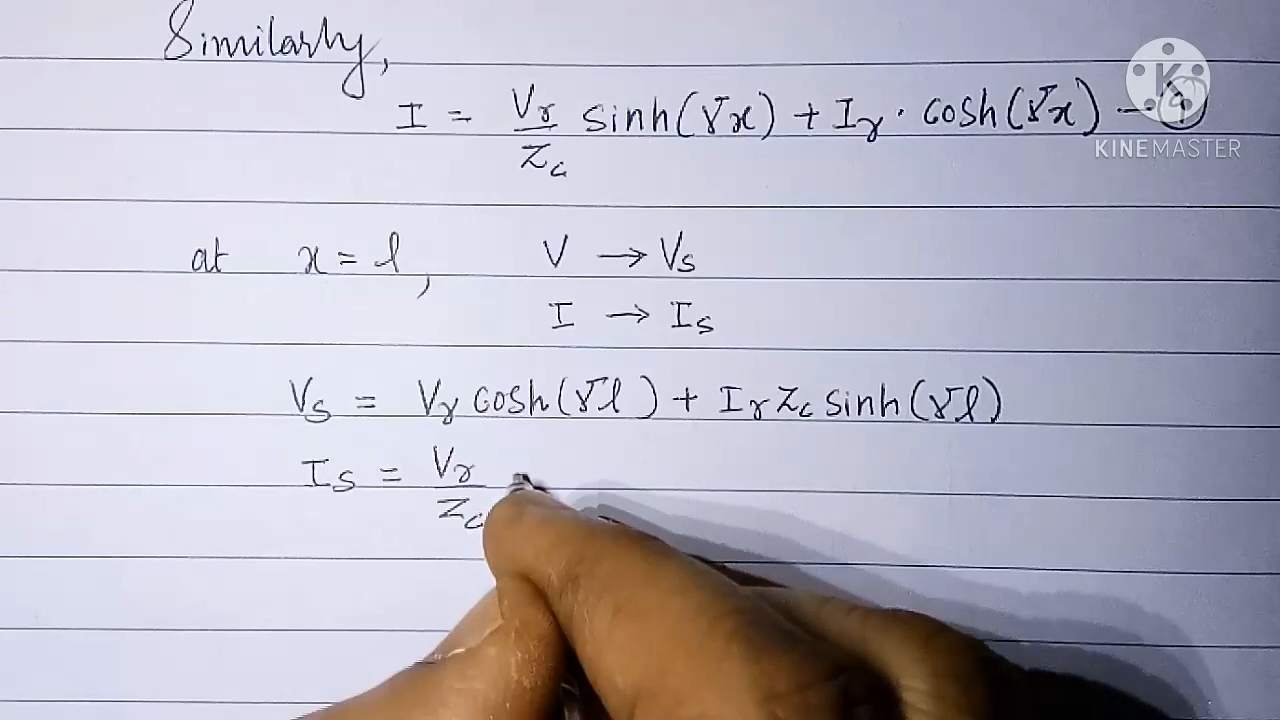 Similarly,
I = Vr/Zc sinh(γx) + Ir · cosh(γx) — ④
KINEMASTER
at x = l, V → Vs
I → Is
Vs = Vr cosh(γl) + Ir Zc sinh(γl)
Is = Vr/Zc